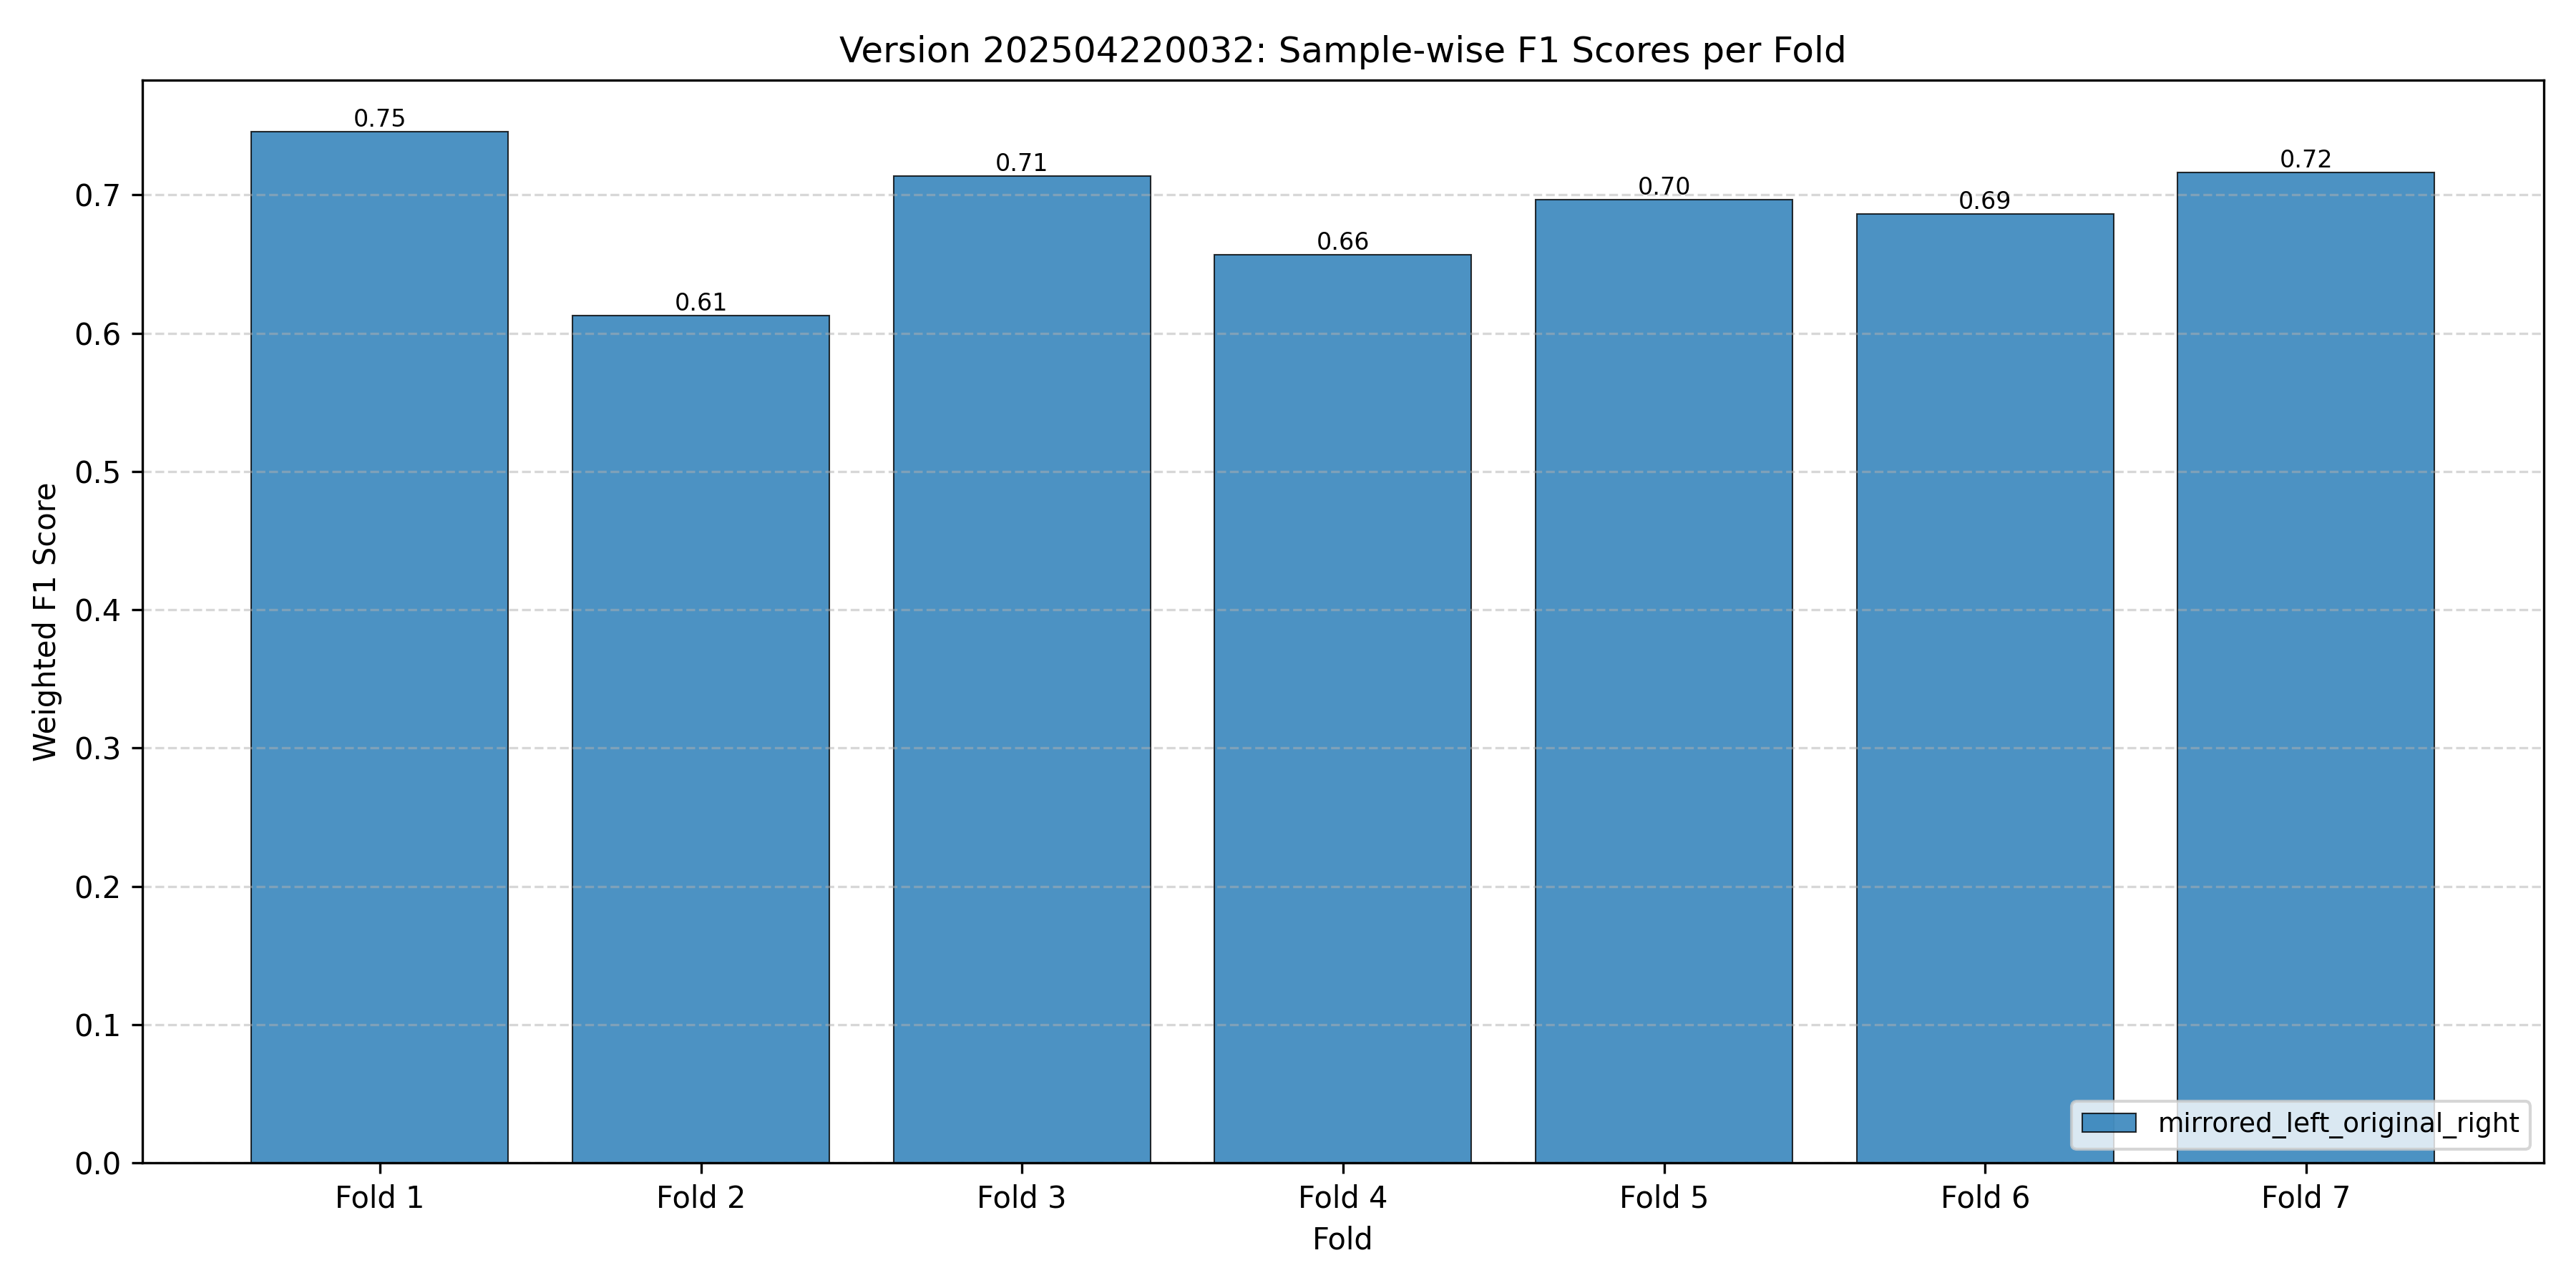 Version 202504220032: Sample-wise F1 Scores per Fold
0.75
0.61
0.71
0.66
0.70
0.69
0.72
Weighted F1 Score
0.7
0.6
0.5
0.4
0.3
0.2
0.1
0.0
mirrored_left_original_right
Fold 1
Fold 2
Fold 3
Fold 4
Fold 5
Fold 6
Fold 7
Fold